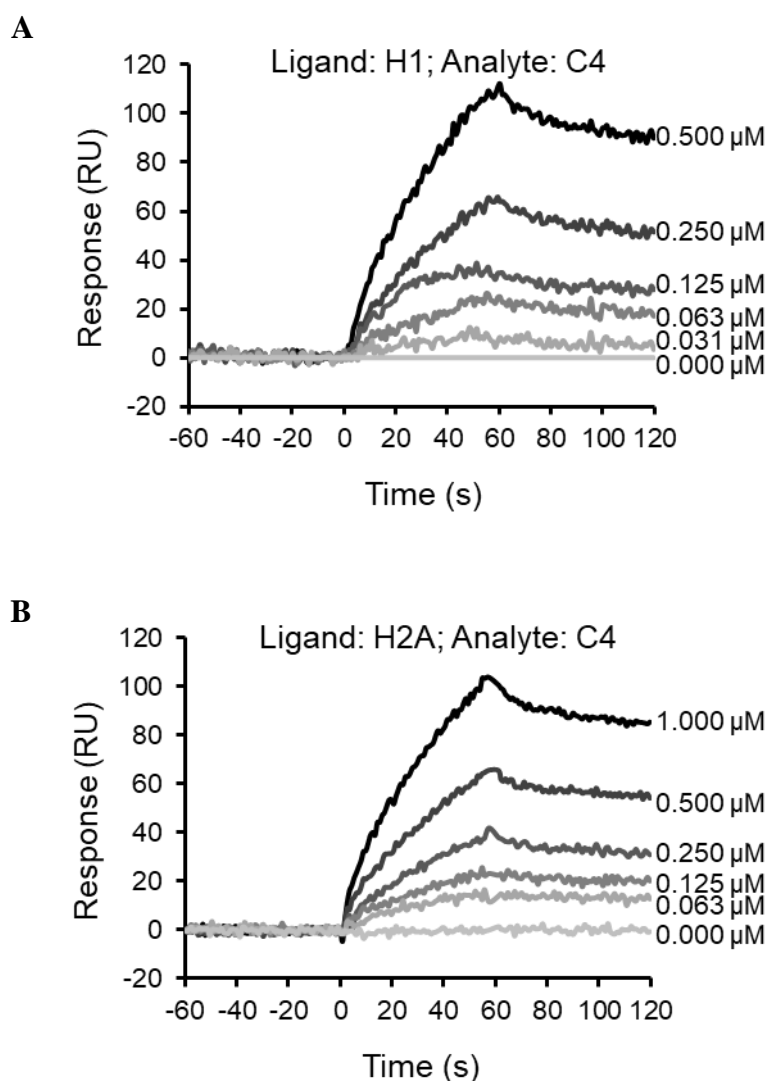 A
Ligand: H1; Analyte: C4
120
100
80
60
40
20
0
-20
Response (RU)
0.500 µM
0.250 µM
0.125 µM
0.063 µM
0.031 µM
0.000 µM
-60 -40 -20 0 20 40 60 80 100 120
Time (s)
B
Ligand: H2A; Analyte: C4
120
100
80
60
40
20
0
-20
Response (RU)
1.000 µM
0.500 µM
0.250 µM
0.125 µM
0.063 µM
0.000 µM
-60 -40 -20 0 20 40 60 80 100 120
Time (s)